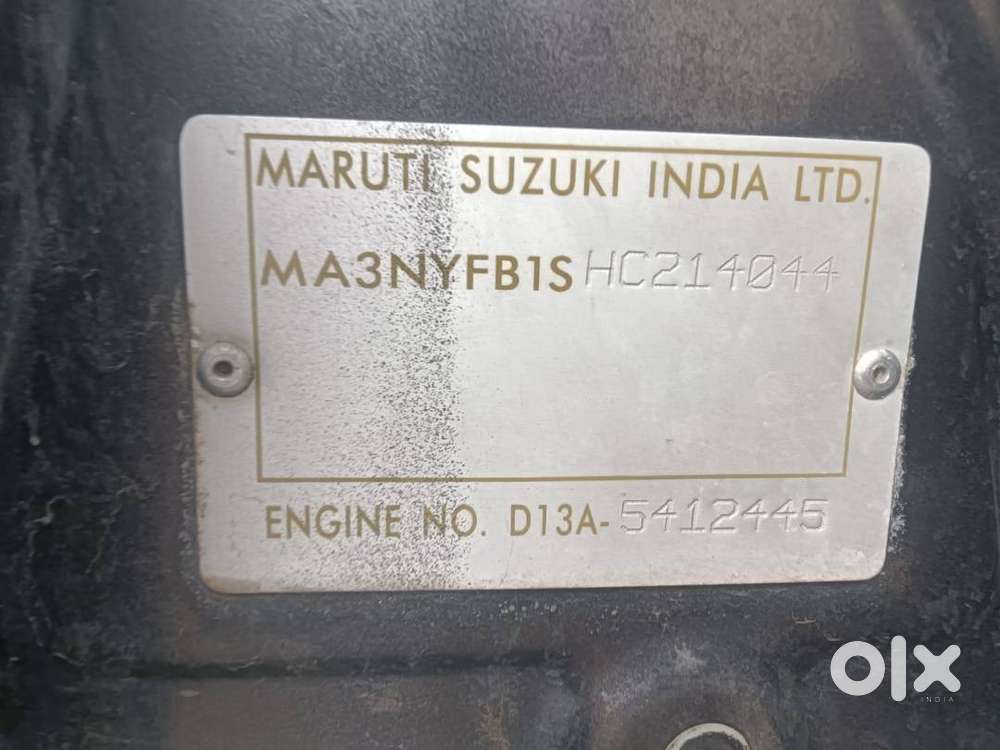 MARUTI SUZUKI INDIA LTD.
MA3NYFB1SHC214044
ENGINE NO. D13A-5412445
olx
INDIA